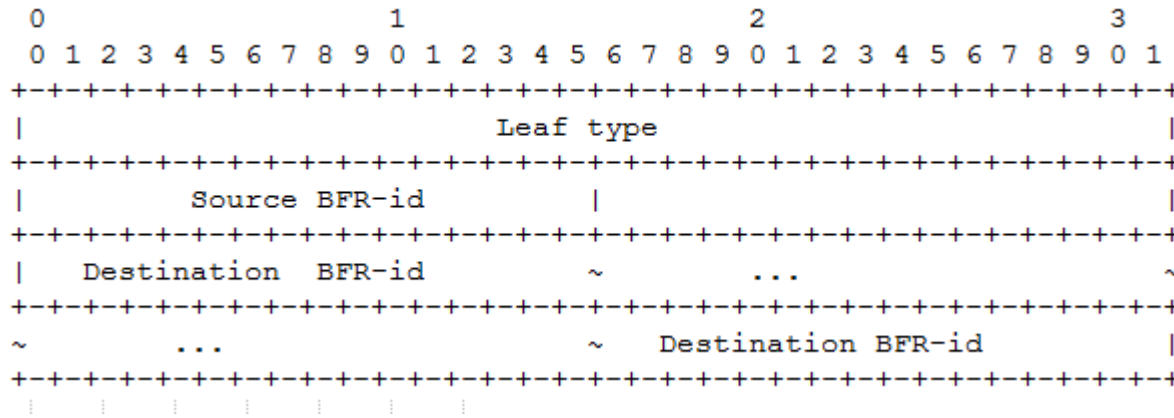 0                   1                   2                   3
 0 1 2 3 4 5 6 7 8 9 0 1 2 3 4 5 6 7 8 9 0 1 2 3 4 5 6 7 8 9 0 1
+-+-+-+-+-+-+-+-+-+-+-+-+-+-+-+-+-+-+-+-+-+-+-+-+-+-+-+-+-+-+-+-+
|                          Leaf type                            |
+-+-+-+-+-+-+-+-+-+-+-+-+-+-+-+-+-+-+-+-+-+-+-+-+-+-+-+-+-+-+-+-+
|         Source BFR-id         |                               |
+-+-+-+-+-+-+-+-+-+-+-+-+-+-+-+-+-+-+-+-+-+-+-+-+-+-+-+-+-+-+-+-+
|   Destination  BFR-id         ~        ...                    ~
+-+-+-+-+-+-+-+-+-+-+-+-+-+-+-+-+-+-+-+-+-+-+-+-+-+-+-+-+-+-+-+-+
~        ...                    ~   Destination BFR-id          |
+-+-+-+-+-+-+-+-+-+-+-+-+-+-+-+-+-+-+-+-+-+-+-+-+-+-+-+-+-+-+-+-+